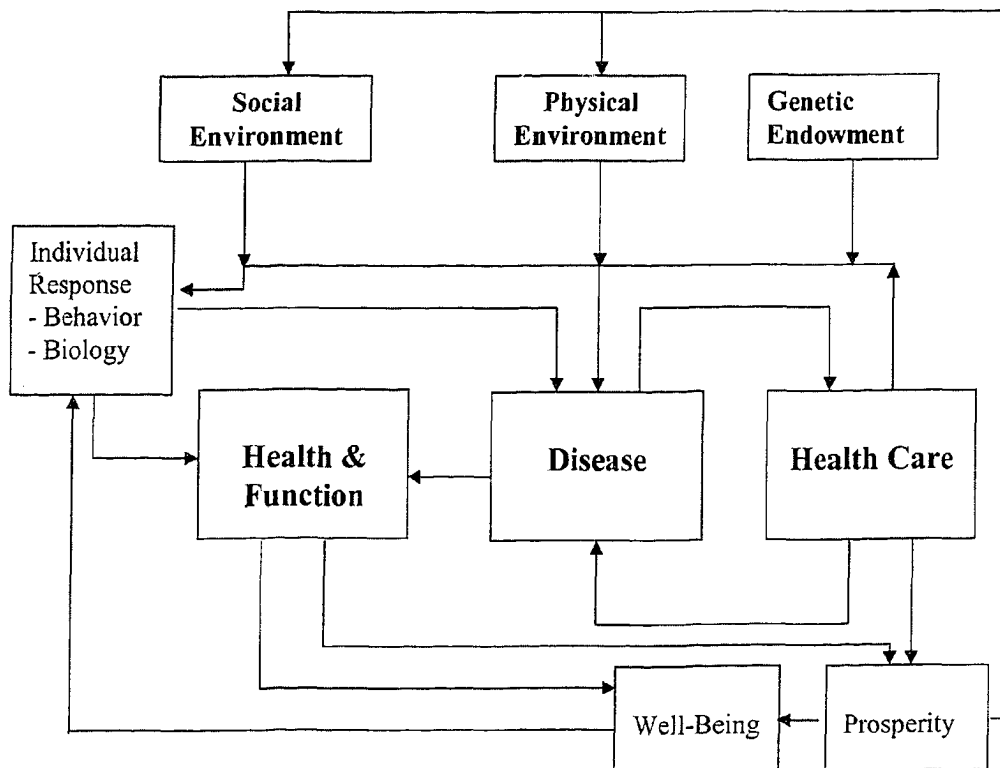 Social
Environment
Physical
Environment
Genetic
Endowment
Individual
Response
- Behavior
- Biology
Health &
Function
Disease
Health Care
Well-Being
Prosperity